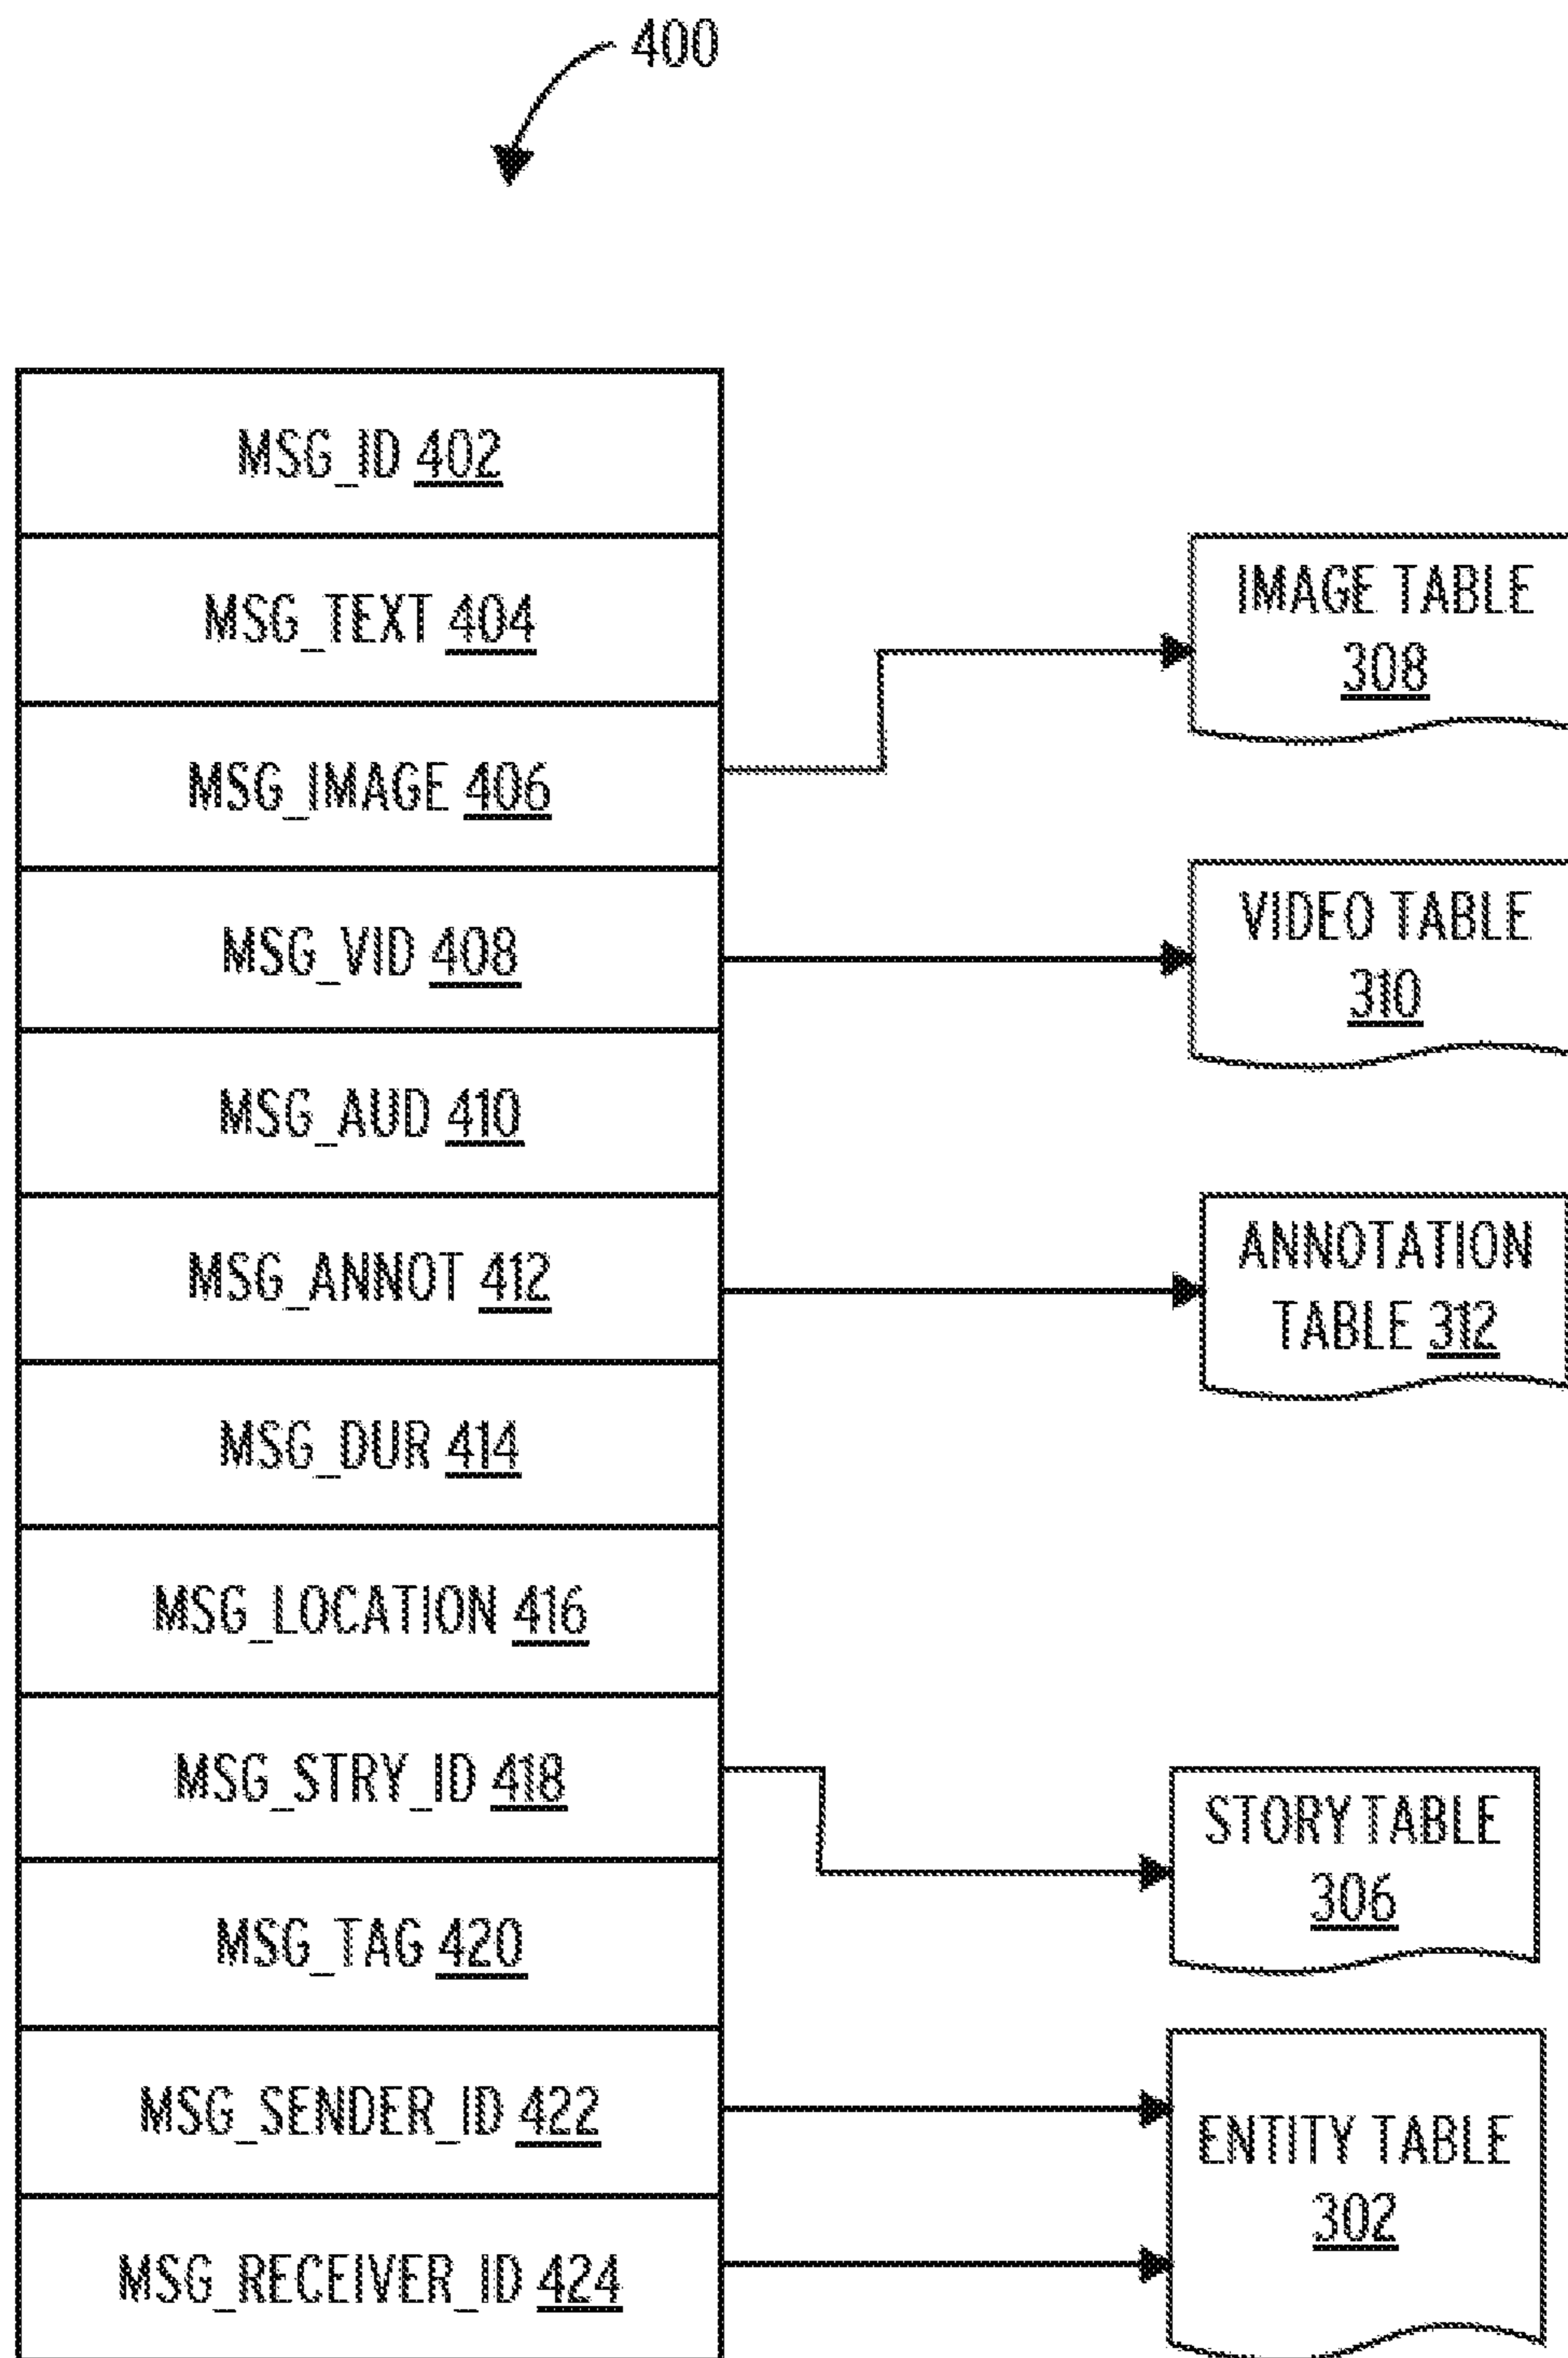 400
MSG_ID 402
MSG_TEXT 404
MSG_IMAGE 406
MSG_VID 408
MSG_AUD 410
MSG_ANNOT 412
MSG_DUR 414
MSG_LOCATION 416
MSG_STRY_ID 418
MSG_TAG 420
MSG_SENDER_ID 422
MSG_RECEIVER_ID 424
IMAGE TABLE
308
VIDEO TABLE
310
ANNOTATION
TABLE 312
STORY TABLE
306
ENTITY TABLE
302